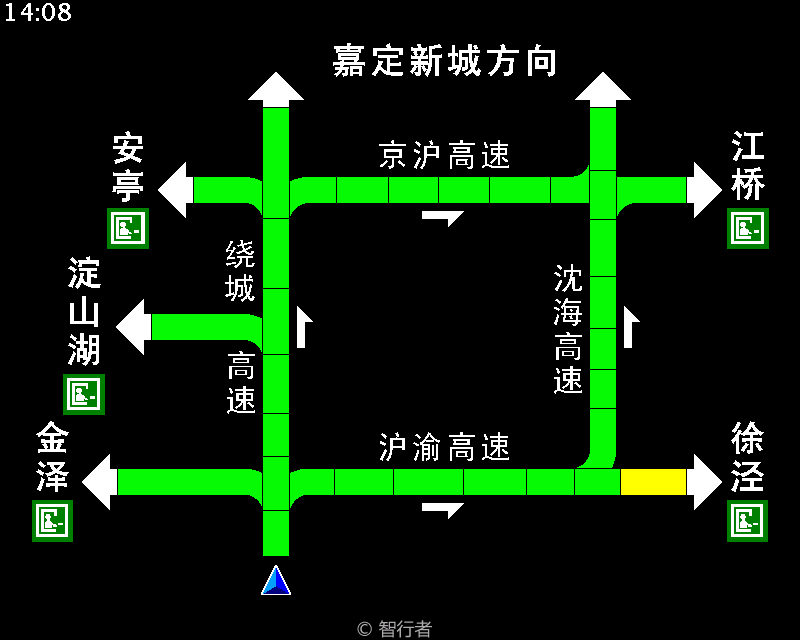 14:08
嘉定新城方向
京沪高速
安亭
江桥
绕城高速
淀山湖
沈海高速
沪渝高速
金泽
徐泾
© 智行者